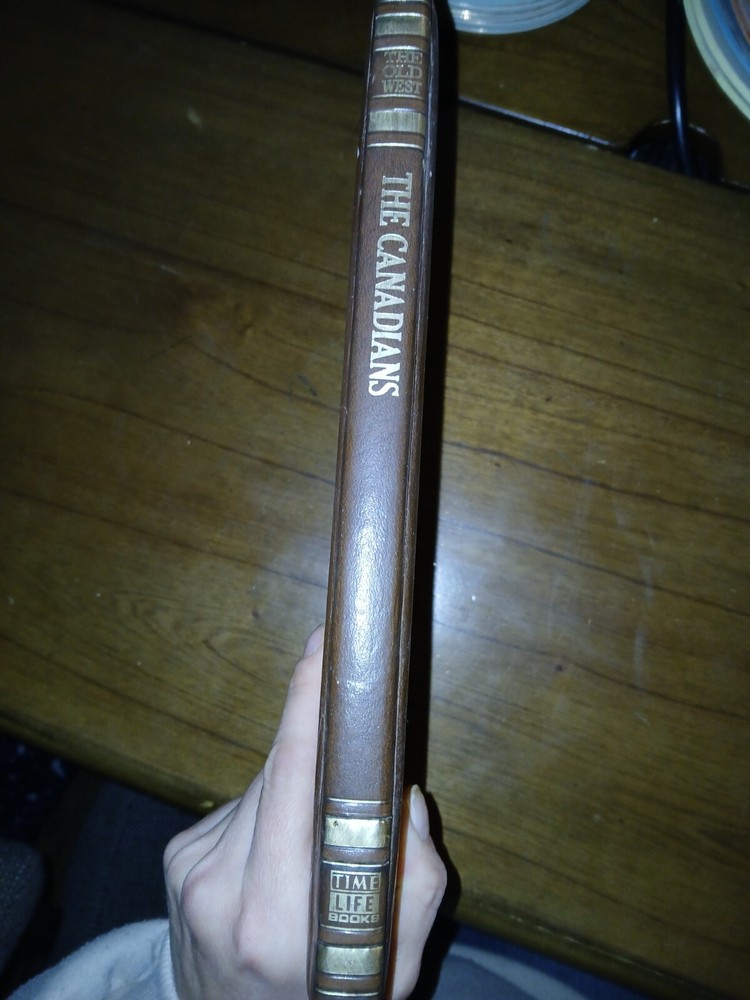 THE
OLD
WEST
THE CANADIANS
TIME
LIFE
BOOKS